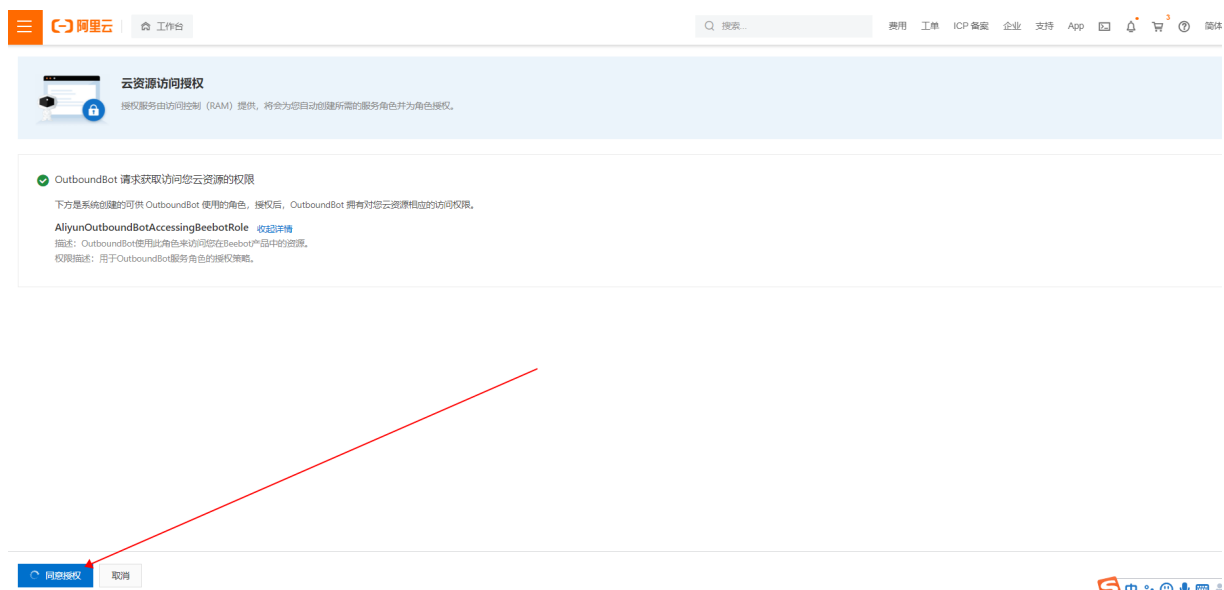 阿里云 工作台 搜索... 费用 工单 ICP 备案 企业 支持 App 3 简体
云资源访问授权
授权服务由访问控制（RAM）提供，将会为您自动创建所需的服务角色并为角色授权。
OutboundBot 请求获取访问您云资源的权限
下方是系统创建的可供 OutboundBot 使用的角色，授权后，OutboundBot 拥有对您云资源相应的访问权限。
AliyunOutboundBotAccessingBeebotRole 收起详情
描述：OutboundBot使用此角色来访问您在Beebot产品中的资源。
权限描述：用于OutboundBot服务角色的授权策略。
同意授权 取消
中